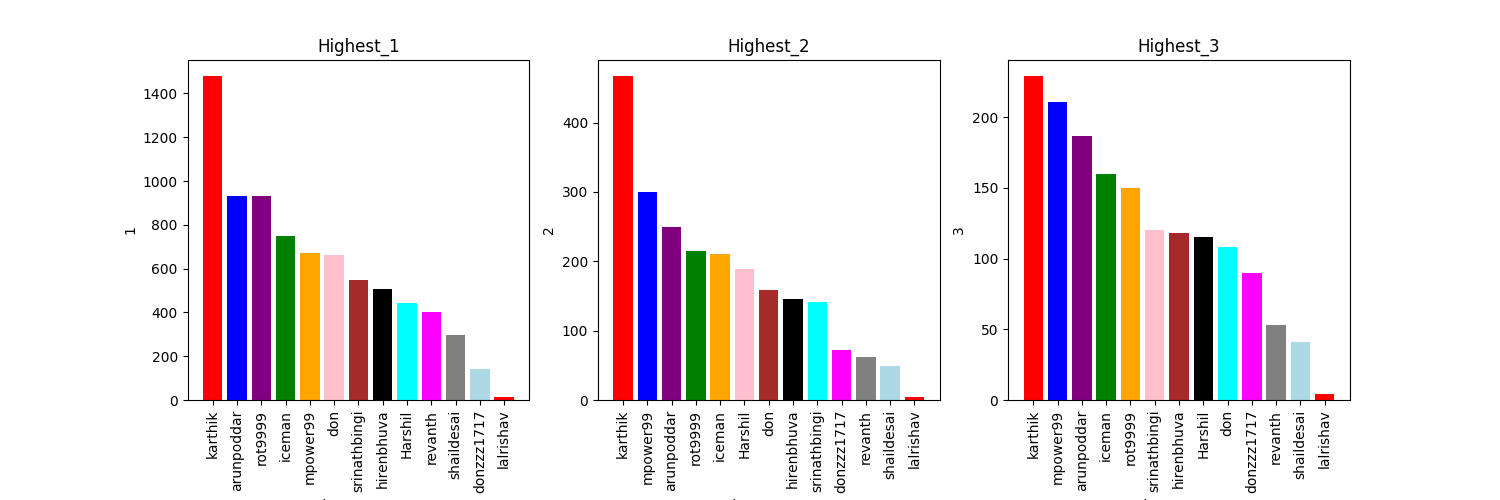 Highest_1
1
1400
1200
1000
800
600
400
200
0
karthik
arunpoddar
rot9999
iceman
mpower99
don
srinathbingi
hirenbhuva
Harshil
revanth
shaildesai
donzzz1717
lalrishav
Highest_2
2
400
300
200
100
0
karthik
mpower99
arunpoddar
rot9999
iceman
Harshil
don
hirenbhuva
srinathbingi
donzzz1717
revanth
shaildesai
lalrishav
Highest_3
3
200
150
100
50
0
karthik
mpower99
arunpoddar
iceman
rot9999
srinathbingi
hirenbhuva
Harshil
don
donzzz1717
revanth
shaildesai
lalrishav